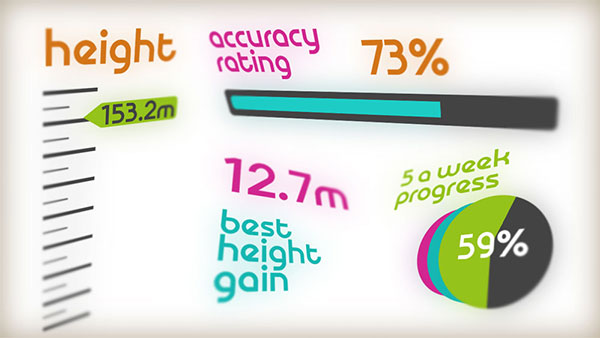 height
153.2m
accuracy
rating
73%
12.7m
best
height
gain
5 a week
progress
59%